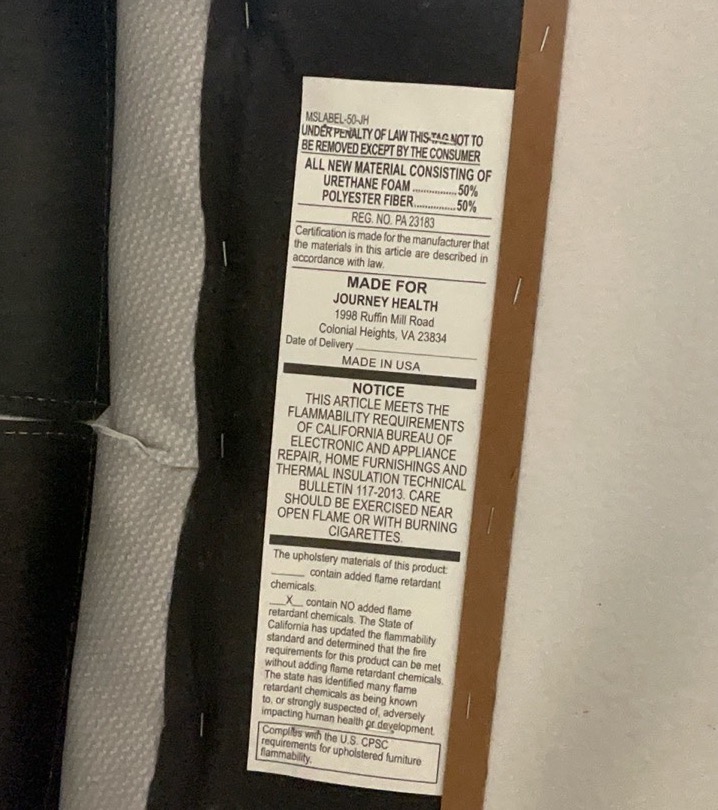 MSLABEL-50-JH
UNDER PENALTY OF LAW THIS TAG NOT TO
BE REMOVED EXCEPT BY THE CONSUMER
ALL NEW MATERIAL CONSISTING OF
URETHANE FOAM .............. 50%
POLYESTER FIBER.............. 50%
REG. NO. PA 23183
Certification is made for the manufacturer that
the materials in this article are described in
accordance with law.
MADE FOR
JOURNEY HEALTH
1998 Ruffin Mill Road
Colonial Heights, VA 23834
Date of Delivery
MADE IN USA
NOTICE
THIS ARTICLE MEETS THE
FLAMMABILITY REQUIREMENTS
OF CALIFORNIA BUREAU OF
ELECTRONIC AND APPLIANCE
REPAIR, HOME FURNISHINGS AND
THERMAL INSULATION TECHNICAL
BULLETIN 117-2013. CARE
SHOULD BE EXERCISED NEAR
OPEN FLAME OR WITH BURNING
CIGARETTES.
The upholstery materials of this product:
______ contain added flame retardant
chemicals.
__X__ contain NO added flame
retardant chemicals. The State of
California has updated the flammability
standard and determined that the fire
requirements for this product can be met
without adding flame retardant chemicals.
The state has identified many flame
retardant chemicals as being known
to, or strongly suspected of, adversely
impacting human health or development.
Complies with the U.S. CPSC
requirements for upholstered furniture
flammability.